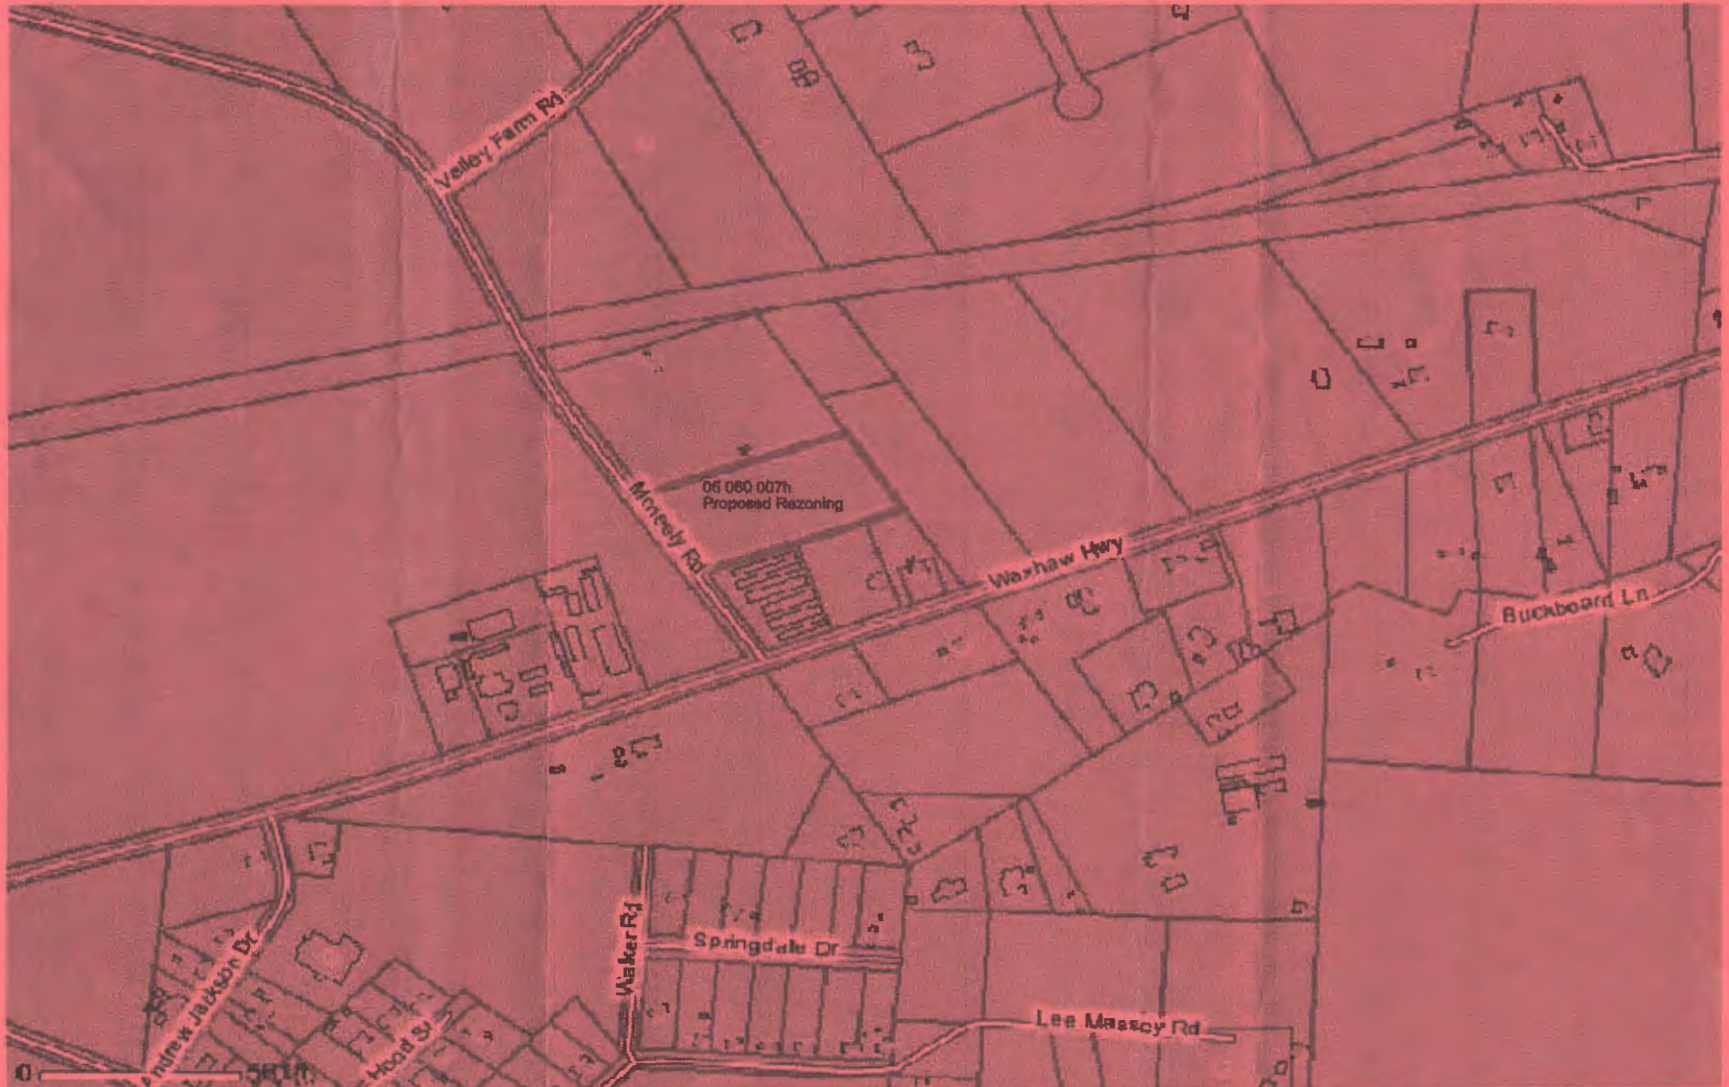 Valley Farm Rd
06 060 007h
Proposed Rezoning
Mcneely Rd
Waxhaw Hwy
Buckboard Ln
Walker Rd
Springdale Dr
Andrew Jackson Dr
Hood St
Lee Massey Rd
0